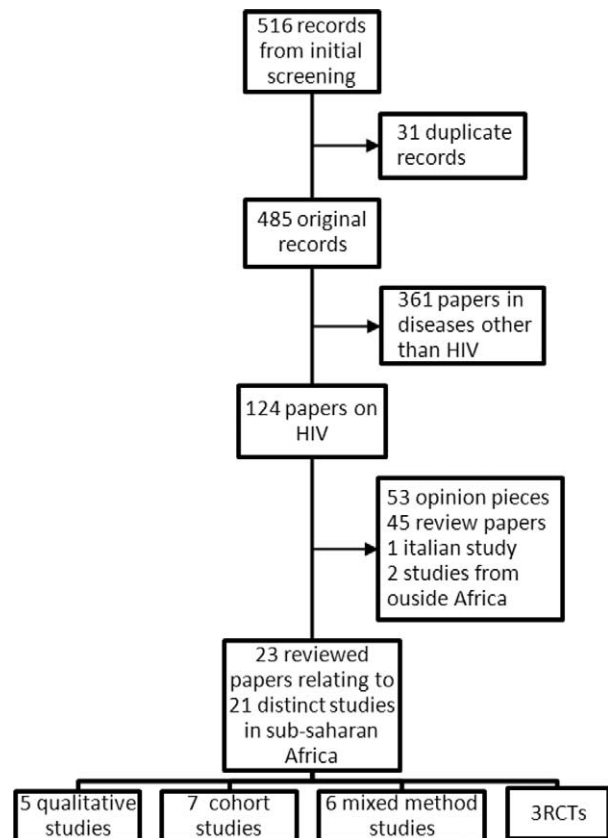 516 records
from initial
screening
31 duplicate
records
485 original
records
361 papers in
diseases other
than HIV
124 papers on
HIV
53 opinion pieces
45 review papers
1 italian study
2 studies from
ouside Africa
23 reviewed
papers relating to
21 distinct studies
in sub-saharan
Africa
5 qualitative
studies
7 cohort
studies
6 mixed method
studies
3RCTs